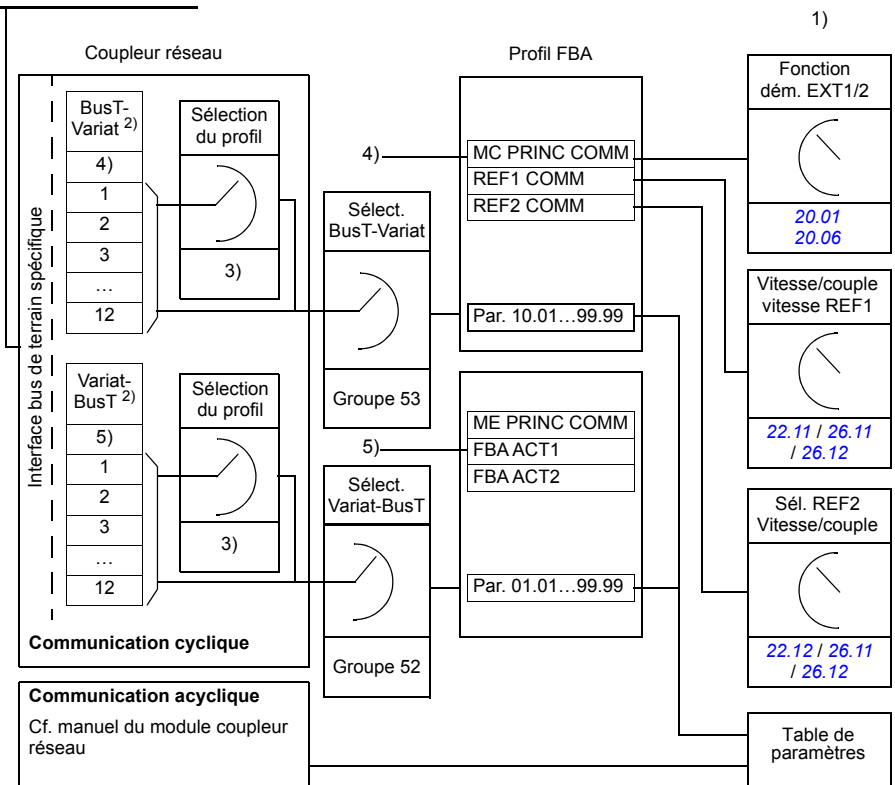 1)
Coupleur réseau
Profil FBA
Interface bus de terrain spécifique
BusT-
Variat 2)
4)
1
2
3
…
12
Sélection
du profil
3)
Variat-
BusT 2)
5)
1
2
3
…
12
Sélection
du profil
3)
Communication cyclique
Communication acyclique
Cf. manuel du module coupleur
réseau
4)
Sélect.
BusT-Variat
Groupe 53
5)
Sélect.
Variat-BusT
Groupe 52
MC PRINC COMM
REF1 COMM
REF2 COMM
Par. 10.01…99.99
ME PRINC COMM
FBA ACT1
FBA ACT2
Par. 01.01…99.99
Fonction
dém. EXT1/2
20.01
20.06
Vitesse/couple
vitesse REF1
22.11 / 26.11
/ 26.12
Sél. REF2
Vitesse/couple
22.12 / 26.11
/ 26.12
Table de
paramètres